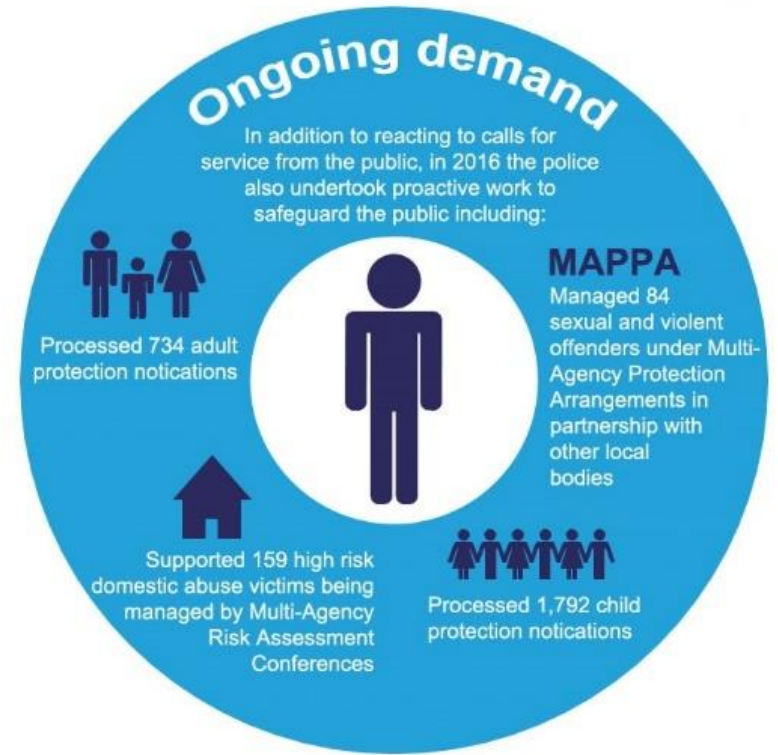 Ongoing demand
In addition to reacting to calls for
service from the public, in 2016 the police
also undertook proactive work to
safeguard the public including:
Processed 734 adult
protection notications
MAPPA
Managed 84
sexual and violent
offenders under Multi-
Agency Protection
Arrangements in
partnership with
other local
bodies
Supported 159 high risk
domestic abuse victims being
managed by Multi-Agency
Risk Assessment
Conferences
Processed 1,792 child
protection notications